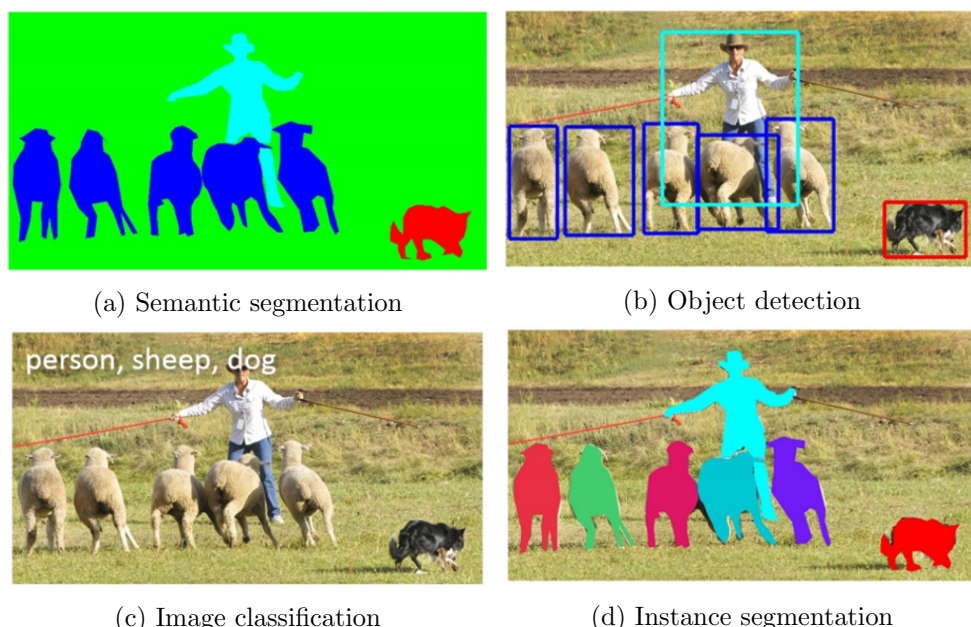 (a) Semantic segmentation
(b) Object detection
person, sheep, dog
(c) Image classification
(d) Instance segmentation